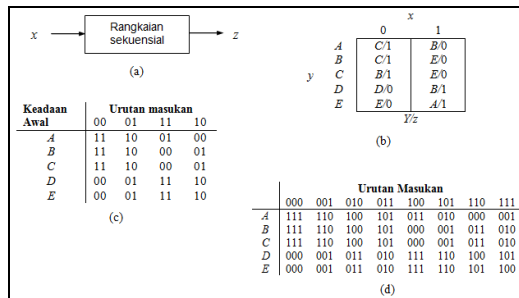 x
Rangkaian
sekuensial
z
(a)
x
0 1
A C/1 B/0
B C/1 E/0
y C B/1 E/0
D D/0 B/1
E E/0 A/1
Y/z
(b)
Keadaan Urutan masukan
Awal 00 01 11 10
A 11 10 01 00
B 11 10 00 01
C 11 10 00 01
D 00 01 11 10
E 00 01 11 10
(c)
Urutan Masukan
000 001 010 011 100 101 110 111
A 111 110 100 101 011 010 000 001
B 111 110 100 101 000 001 011 010
C 111 110 100 101 000 001 011 010
D 000 001 011 010 111 110 100 101
E 000 001 011 010 111 110 101 100
(d)